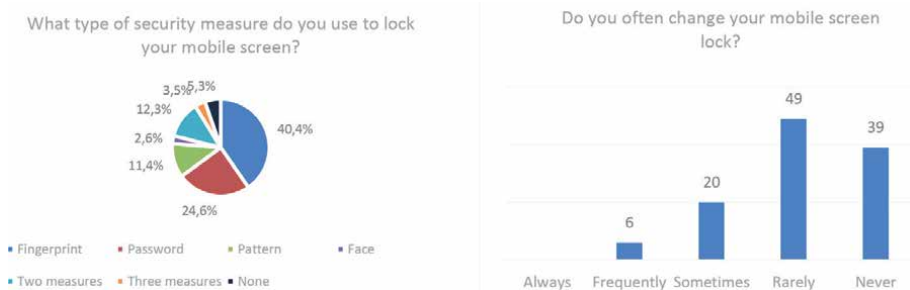 What type of security measure do you use to lock
your mobile screen?
3,5%
5,3%
12,3%
2,6%
11,4%
24,6%
40,4%
Fingerprint
Password
Pattern
Face
Two measures
Three measures
None
Do you often change your mobile screen
lock?
6
20
49
39
Always
Frequently
Sometimes
Rarely
Never